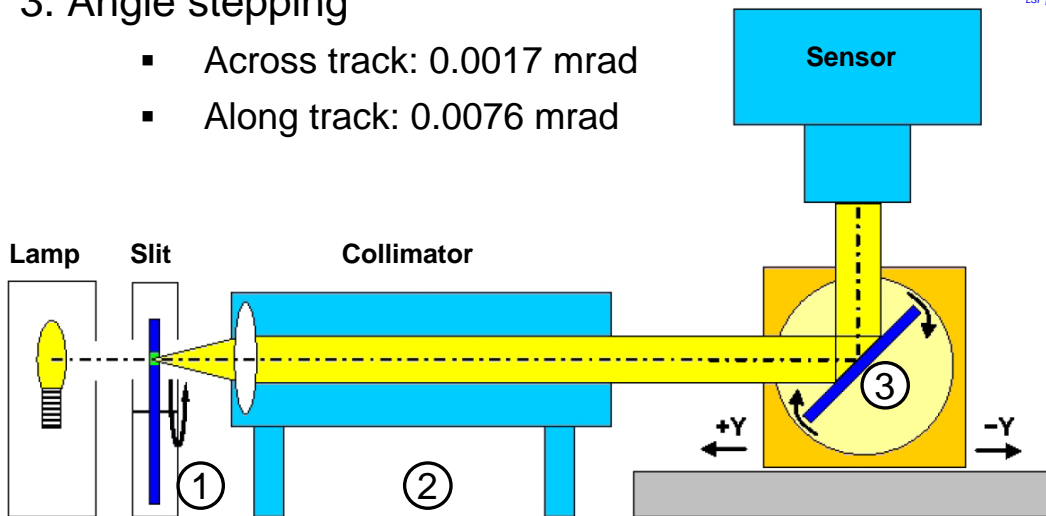 3. Angle stepping
▪ Across track: 0.0017 mrad
▪ Along track: 0.0076 mrad
Sensor
Lamp Slit Collimator
+Y
3
−Y
1
2